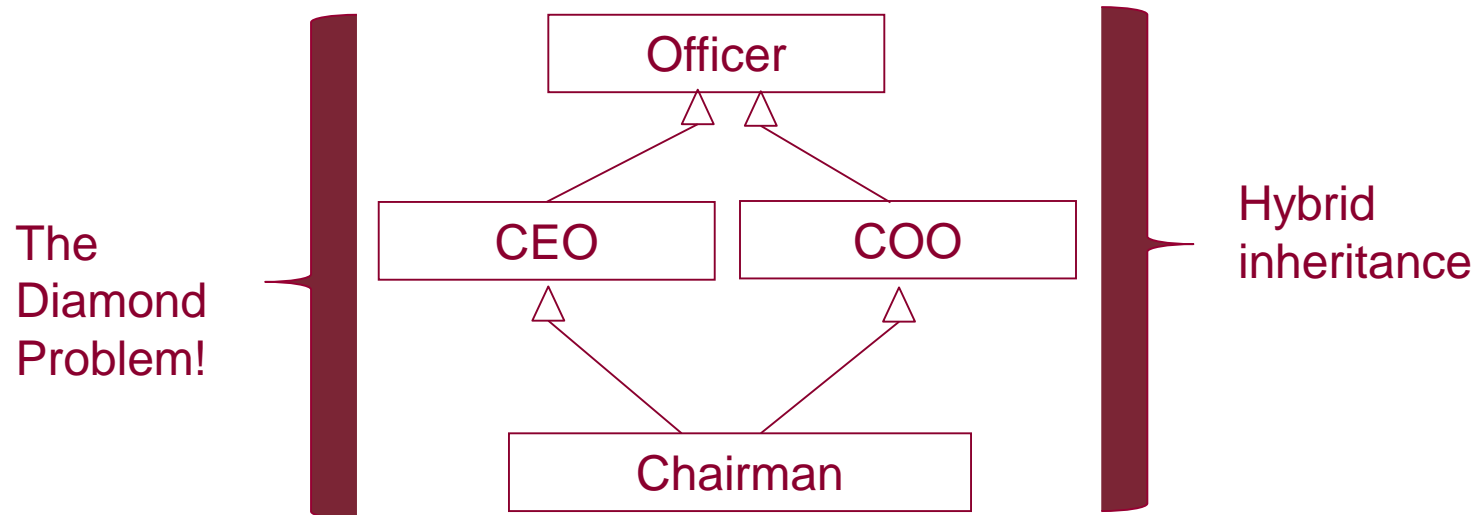 Officer
CEO
COO
The
Diamond
Problem!
Hybrid
inheritance
Chairman